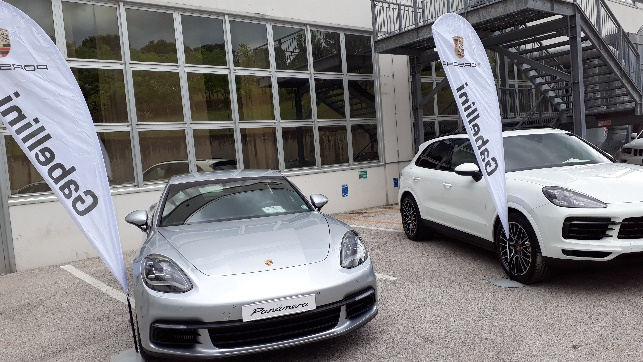 PORSCHE
Gabellini
PORSCHE
Gabellini
Panamera